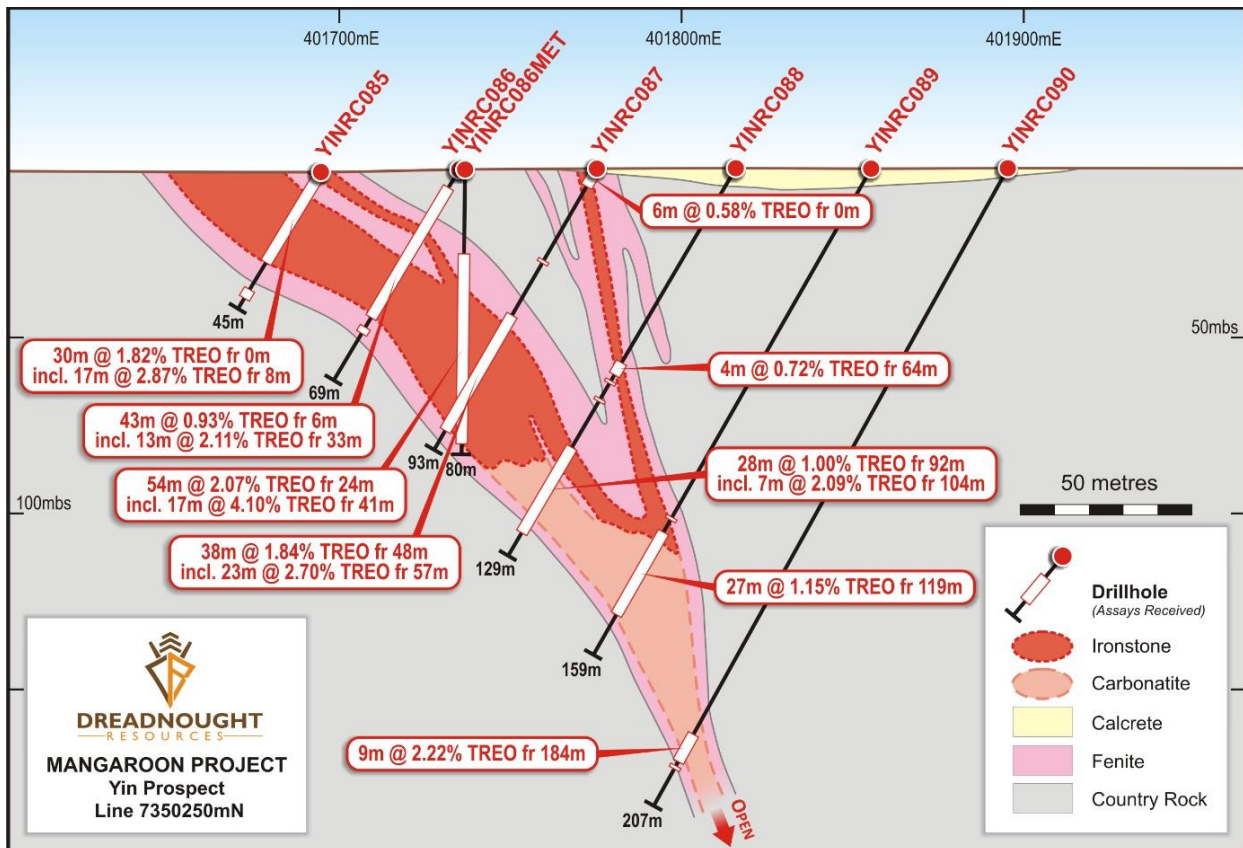 401700mE
401800mE
401900mE
YINRC085
YINRC086
YINRC086MET
YINRC087
YINRC088
YINRC089
YINRC090
6m @ 0.58% TREO fr 0m
45m
50mbs
30m @ 1.82% TREO fr 0m
incl. 17m @ 2.87% TREO fr 8m
4m @ 0.72% TREO fr 64m
69m
43m @ 0.93% TREO fr 6m
incl. 13m @ 2.11% TREO fr 33m
93m
80m
28m @ 1.00% TREO fr 92m
incl. 7m @ 2.09% TREO fr 104m
54m @ 2.07% TREO fr 24m
incl. 17m @ 4.10% TREO fr 41m
50 metres
100mbs
38m @ 1.84% TREO fr 48m
incl. 23m @ 2.70% TREO fr 57m
129m
27m @ 1.15% TREO fr 119m
159m
Drillhole
(Assays Received)
Ironstone
Carbonatite
Calcrete
Fenite
Country Rock
DREADNOUGHT
RESOURCES
MANGAROON PROJECT
Yin Prospect
Line 7350250mN
9m @ 2.22% TREO fr 184m
207m
OPEN